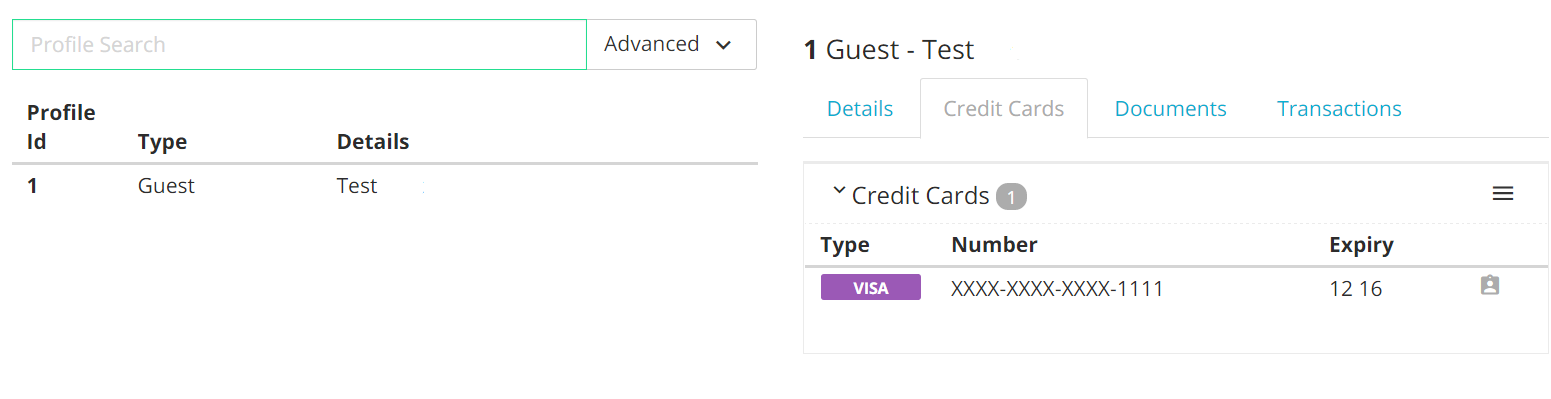 Profile Search
Advanced
Profile
Id Type Details
1 Guest Test
1 Guest - Test
Details Credit Cards Documents Transactions
Credit Cards 1
Type Number Expiry
VISA XXXX-XXXX-XXXX-1111 12 16